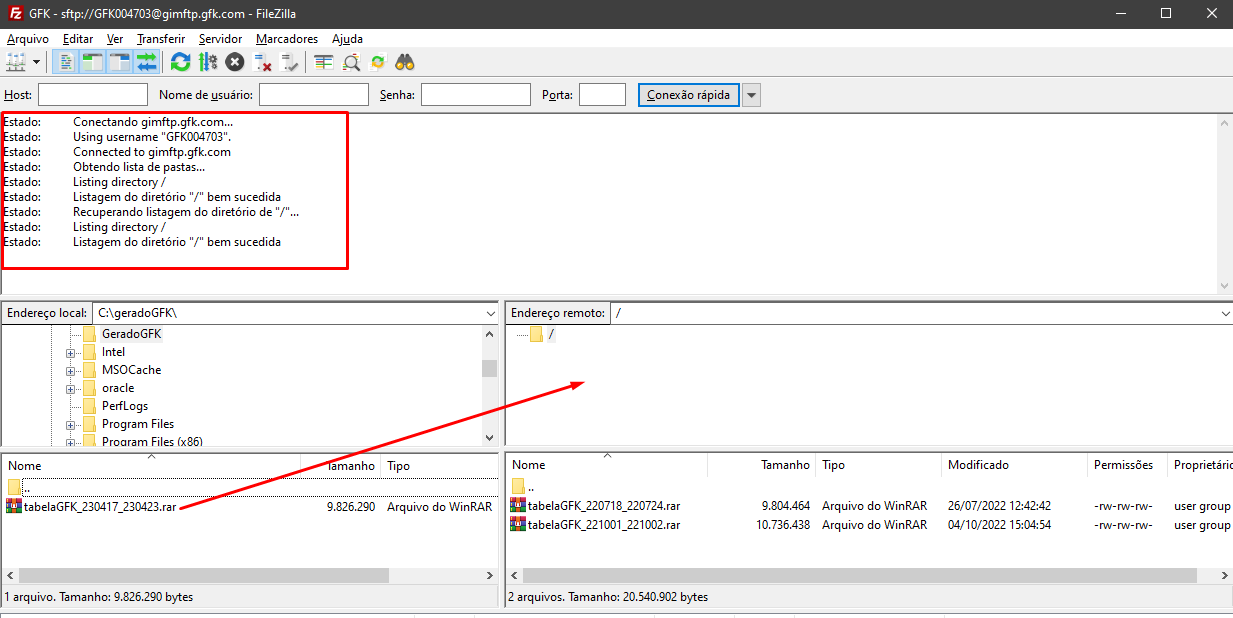 GFK - sftp://GFK004703@gimftp.gfk.com - FileZilla
Arquivo Editar Ver Transferir Servidor Marcadores Ajuda
Host: Nome de usuário: Senha: Porta: Conexão rápida
Estado: Conectando gimftp.gfk.com...
Estado: Using username "GFK004703".
Estado: Connected to gimftp.gfk.com
Estado: Obtendo lista de pastas...
Estado: Listing directory /
Estado: Listagem do diretório "/" bem sucedida
Estado: Recuperando listagem do diretório de "/"...
Estado: Listing directory /
Estado: Listagem do diretório "/" bem sucedida
Endereço local: C:\geradoGFK\
GeradoGFK
Intel
MSOCache
oracle
PerfLogs
Program Files
Program Files (x86)
Nome Tamanho Tipo
..
tabelaGFK_230417_230423.rar 9.826.290 Arquivo do WinRAR
1 arquivo. Tamanho: 9.826.290 bytes
Endereço remoto: /
/
Nome Tamanho Tipo Modificado Permissões Proprietário
..
tabelaGFK_220718_220724.rar 9.804.464 Arquivo do WinRAR 26/07/2022 12:42:42 -rw-rw-rw- user group
tabelaGFK_221001_221002.rar 10.736.438 Arquivo do WinRAR 04/10/2022 15:04:54 -rw-rw-rw- user group
2 arquivos. Tamanho: 20.540.902 bytes